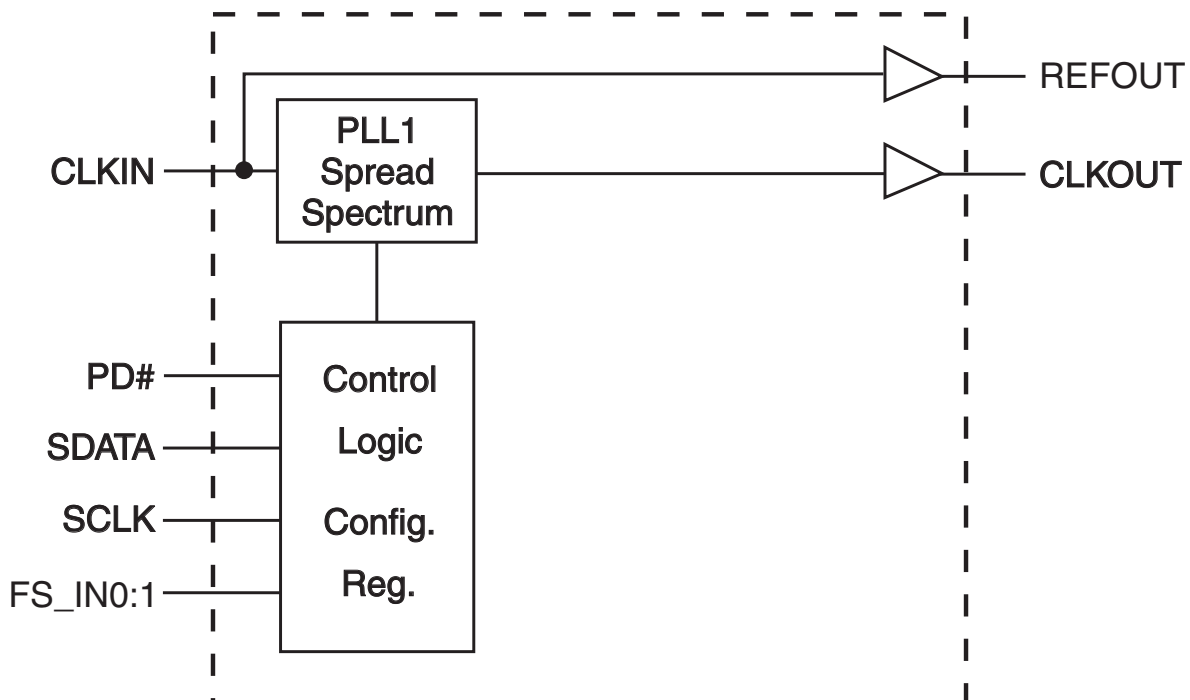 REFOUT
PLL1
Spread
Spectrum
CLKIN
CLKOUT
PD#
SDATA
SCLK
FS_IN0:1
Control
Logic
Config.
Reg.